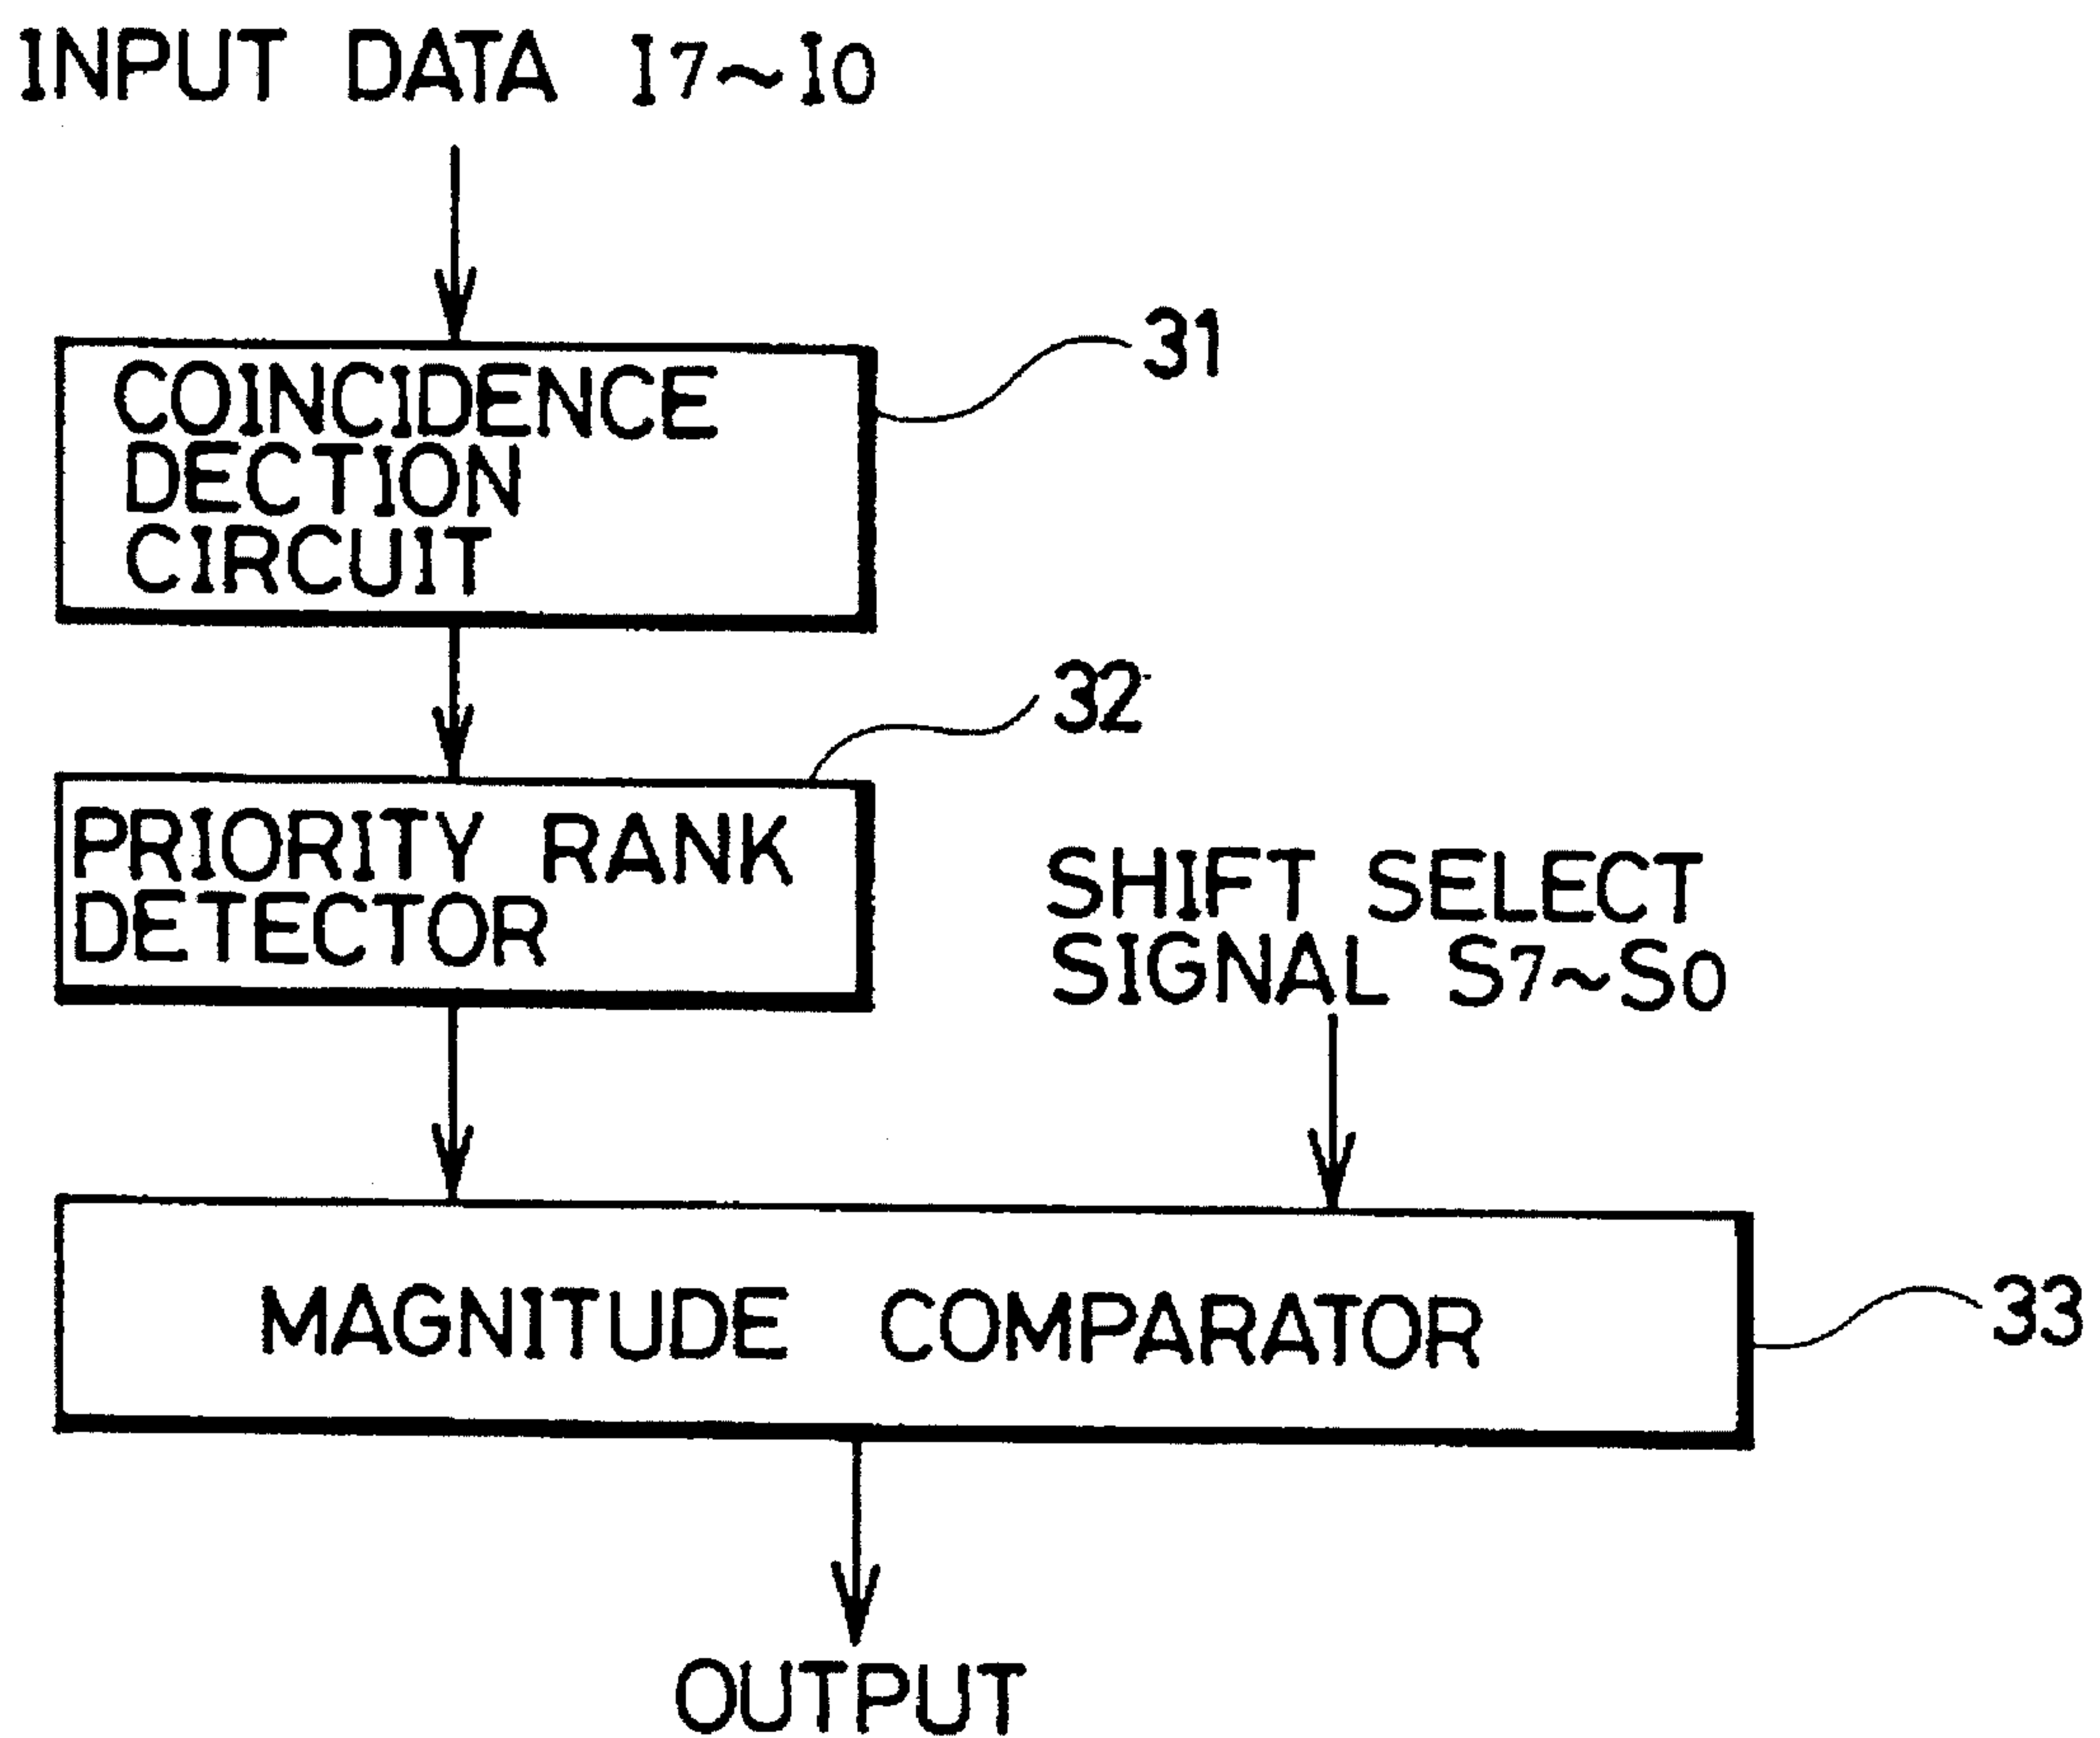 INPUT DATA I7~I0
31
COINCIDENCE
DECTION
CIRCUIT
32
PRIORITY RANK
DETECTOR
SHIFT SELECT
SIGNAL S7~S0
MAGNITUDE COMPARATOR
33
OUTPUT